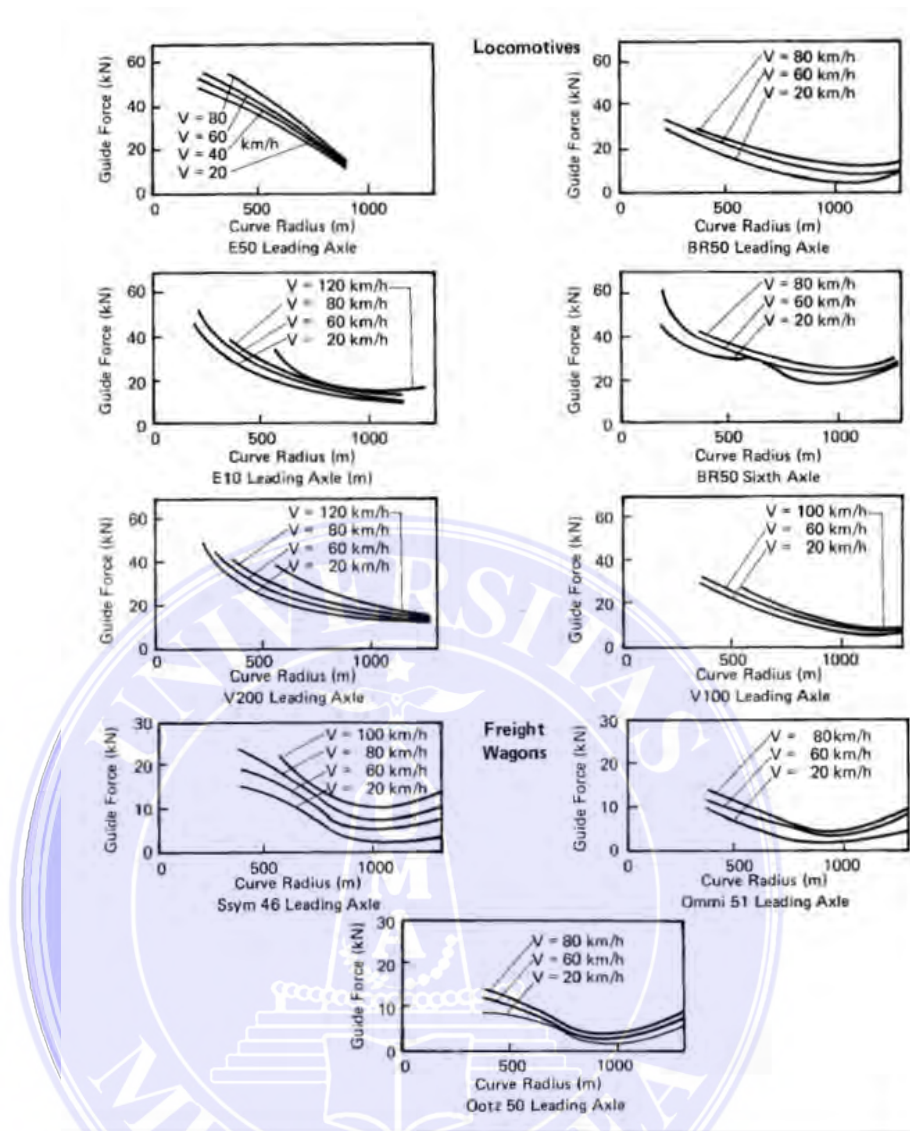 Locomotives
Guide Force (kN)
60
40
20
0
V = 80
V = 60
V = 40
km/h
V = 20
0 500 1000
Curve Radius (m)
E50 Leading Axle
Guide Force (kN)
60
40
20
0
V = 80 km/h
V = 60 km/h
V = 20 km/h
0 500 1000
Curve Radius (m)
BR50 Leading Axle
Guide Force (kN)
60
40
20
0
V = 120 km/h
V = 80 km/h
V = 60 km/h
V = 20 km/h
0 500 1000
Curve Radius (m)
E10 Leading Axle (m)
Guide Force (kN)
60
40
20
0
V = 80 km/h
V = 60 km/h
V = 20 km/h
0 500 1000
Curve Radius (m)
BR50 Sixth Axle
Guide Force (kN)
60
40
20
0
V = 120 km/h
V = 80 km/h
V = 60 km/h
V = 20 km/h
0 500 1000
Curve Radius (m)
V200 Leading Axle
Guide Force (kN)
60
40
20
0
V = 100 km/h
V = 60 km/h
V = 20 km/h
0 500 1000
Curve Radius (m)
V100 Leading Axle
Freight
Wagons
Guide Force (kN)
30
20
10
0
V = 100 km/h
V = 80 km/h
V = 60 km/h
V = 20 km/h
0 500 1000
Curve Radius (m)
Ssym 46 Leading Axle
Guide Force (kN)
30
20
10
0
V = 80km/h
V = 60 km/h
V = 20 km/h
0 500 1000
Curve Radius (m)
Ommi 51 Leading Axle
Guide Force (kN)
30
20
10
0
V = 80 km/h
V = 60 km/h
V = 20 km/h
0 500 1000
Curve Radius (m)
Ootz 50 Leading Axle
UNIVERSITAS
UMA